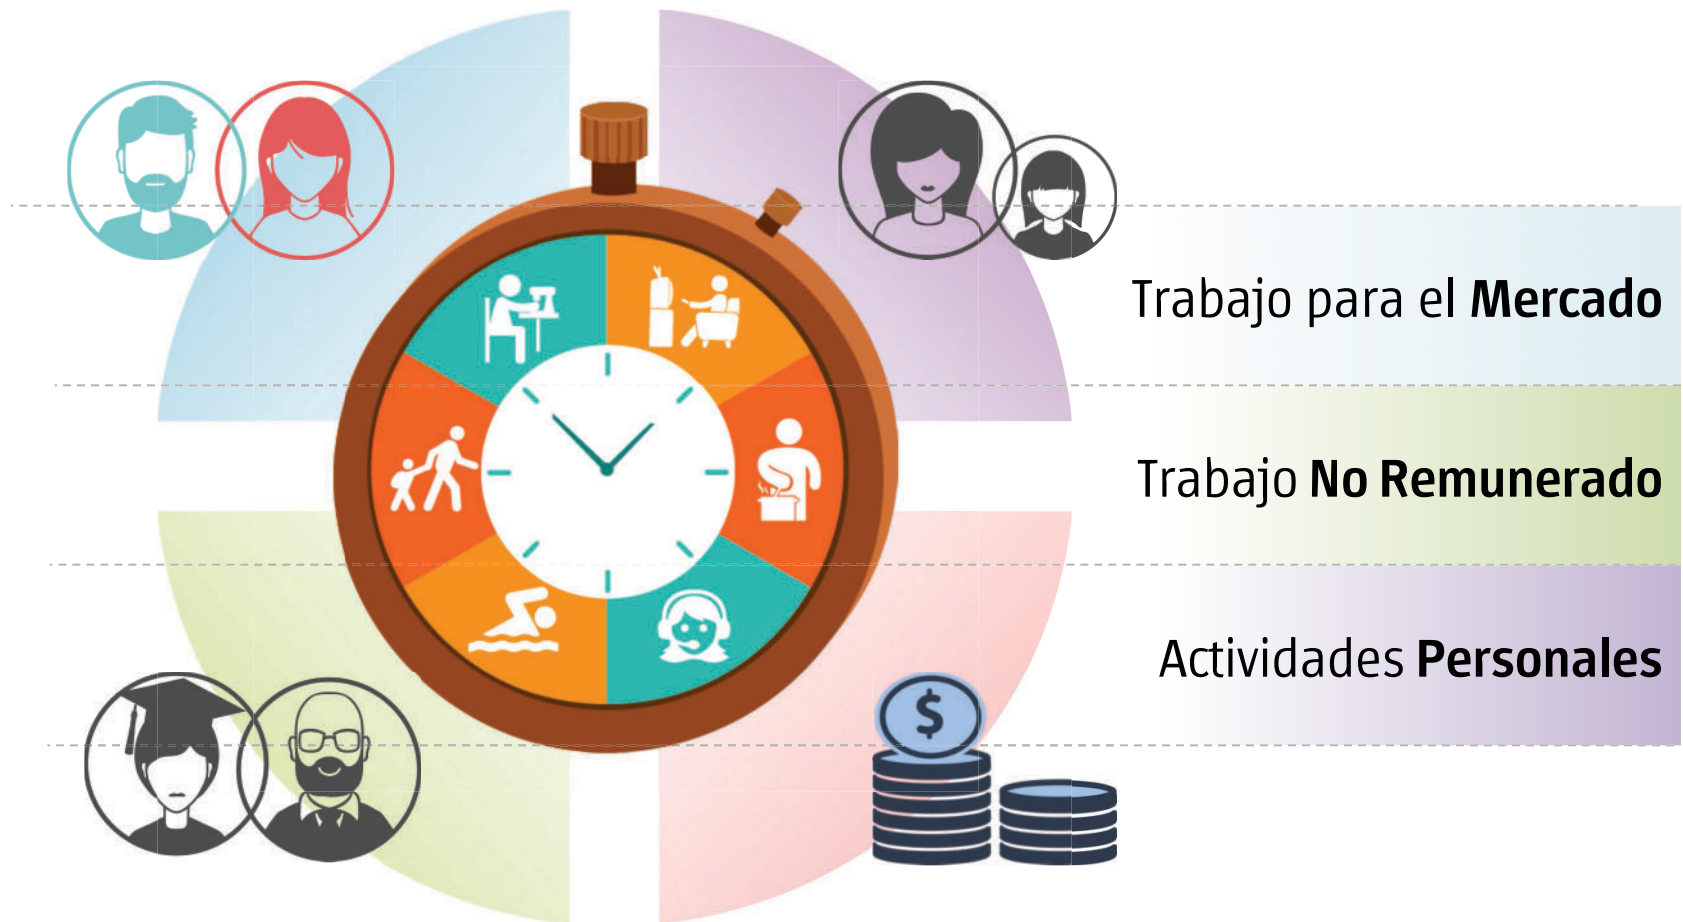 Trabajo para el Mercado
Trabajo No Remunerado
Actividades Personales
$